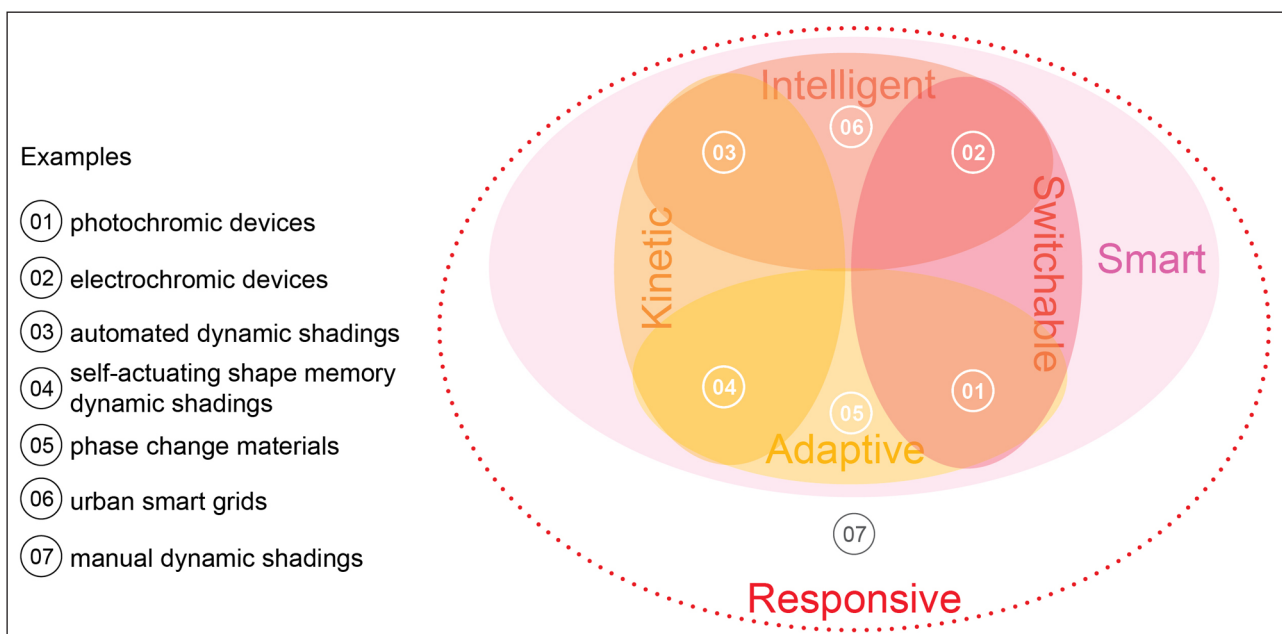 Examples
01 photochromic devices
02 electrochromic devices
03 automated dynamic shadings
04 self-actuating shape memory
dynamic shadings
05 phase change materials
06 urban smart grids
07 manual dynamic shadings
Intelligent
06
03
02
Kinetic
Switchable
Smart
04
05
01
Adaptive
07
Responsive